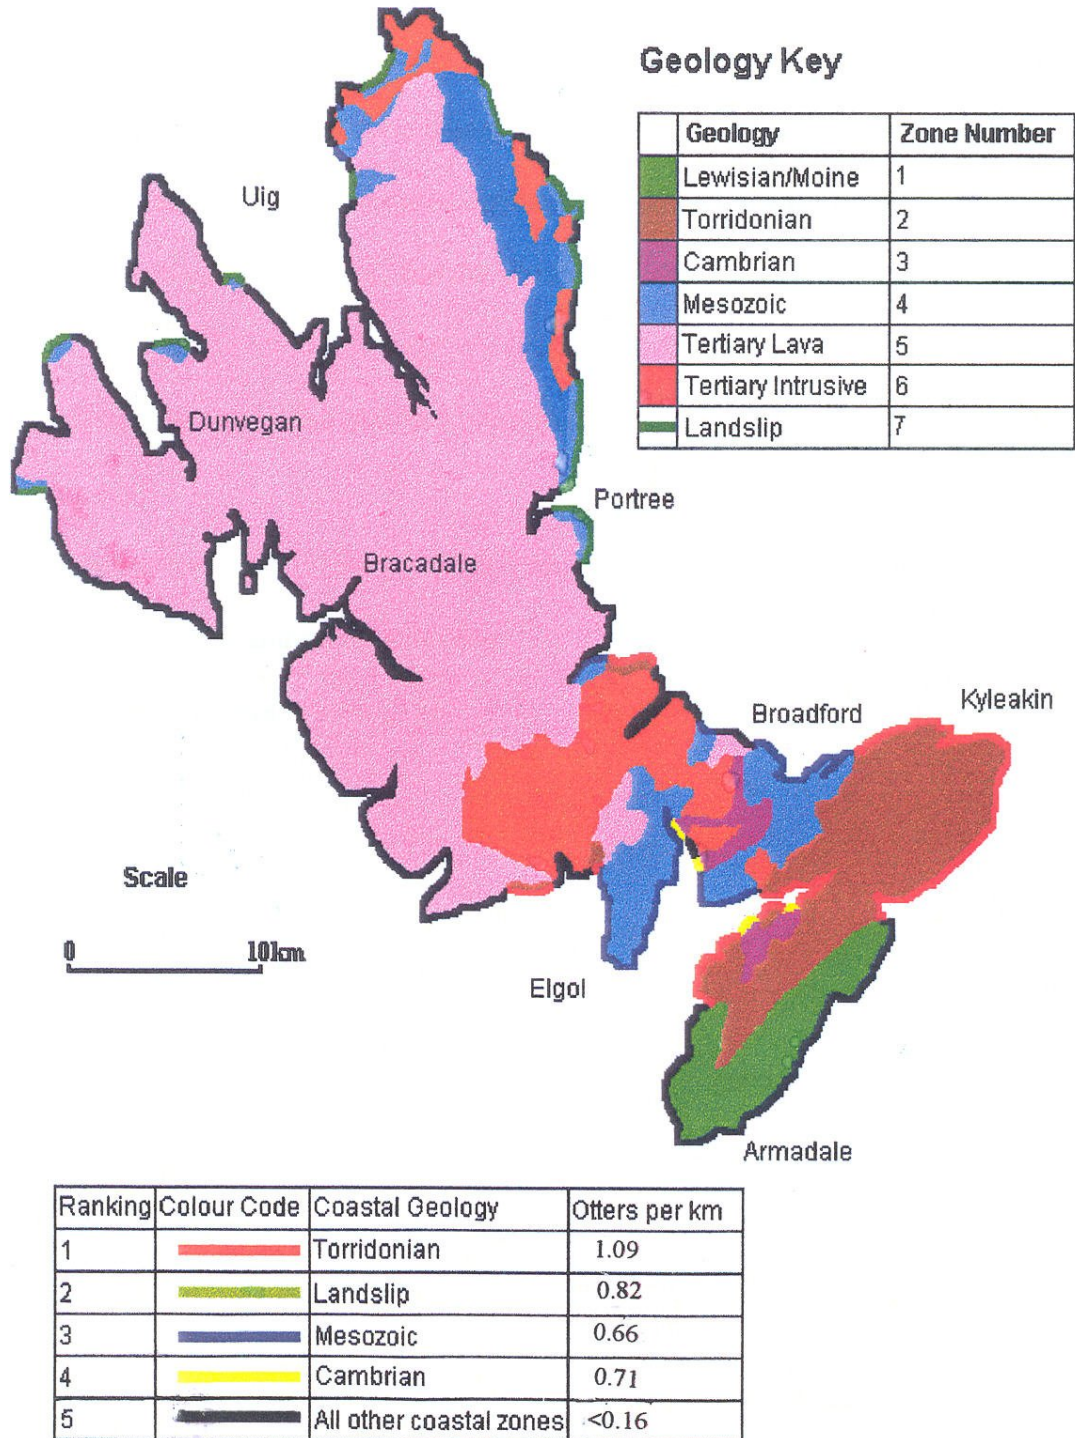 Geology Key
Geology Zone Number
Lewisian/Moine 1
Torridonian 2
Cambrian 3
Mesozoic 4
Tertiary Lava 5
Tertiary Intrusive 6
Landslip 7
Uig
Dunvegan
Portree
Bracadale
Broadford
Kyleakin
Scale
0 10km
Elgol
Armadale
Ranking Colour Code Coastal Geology Otters per km
1 Torridonian 1.09
2 Landslip 0.82
3 Mesozoic 0.66
4 Cambrian 0.71
5 All other coastal zones <0.16